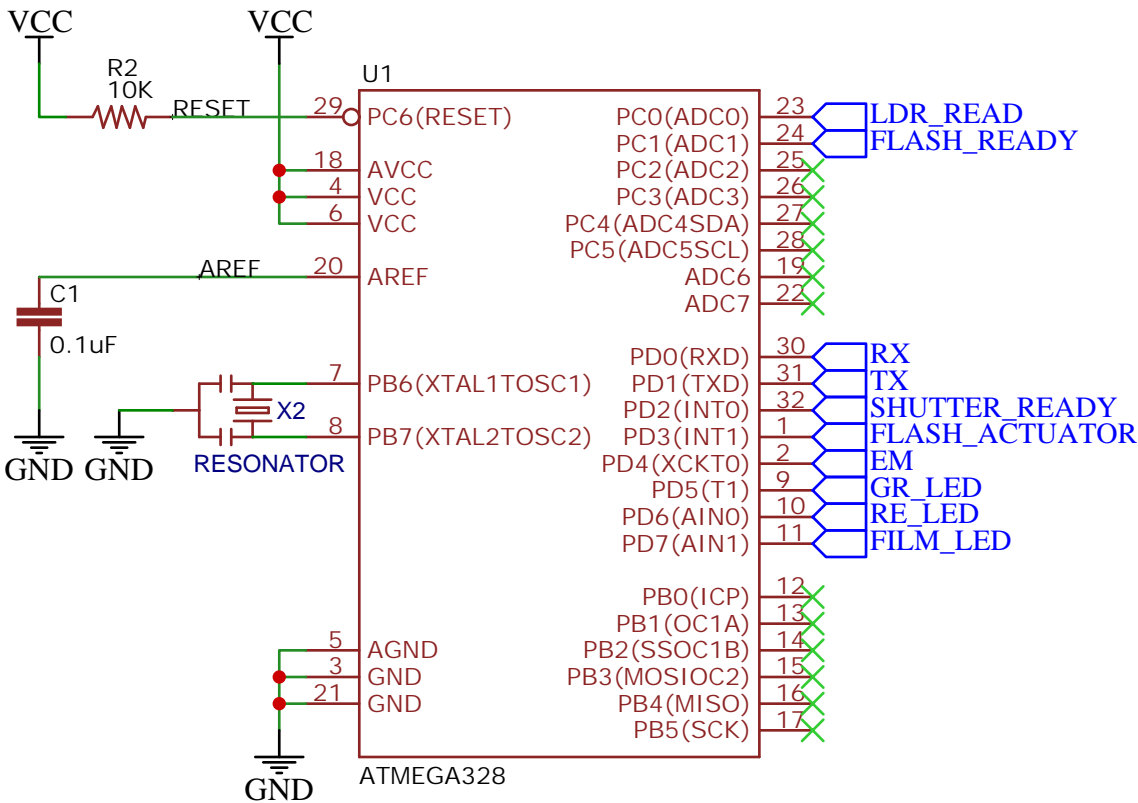 VCC
VCC
R2
10K
RESET
U1
29 PC6(RESET)
18 AVCC
4 VCC
6 VCC
AREF
20 AREF
C1
0.1uF
7 PB6(XTAL1TOSC1)
X2
8 PB7(XTAL2TOSC2)
RESONATOR
GND
GND
5 AGND
3 GND
21 GND
GND
ATMEGA328
PC0(ADC0) 23 LDR_READ
PC1(ADC1) 24 FLASH_READY
PC2(ADC2) 25
PC3(ADC3) 26
PC4(ADC4SDA) 27
PC5(ADC5SCL) 28
ADC6 19
ADC7 22
PD0(RXD) 30 RX
PD1(TXD) 31 TX
PD2(INT0) 32 SHUTTER_READY
PD3(INT1) 1 FLASH_ACTUATOR
PD4(XCKT0) 2 EM
PD5(T1) 9 GR_LED
PD6(AIN0) 10 RE_LED
PD7(AIN1) 11 FILM_LED
PB0(ICP) 12
PB1(OC1A) 13
PB2(SSOC1B) 14
PB3(MOSIOC2) 15
PB4(MISO) 16
PB5(SCK) 17